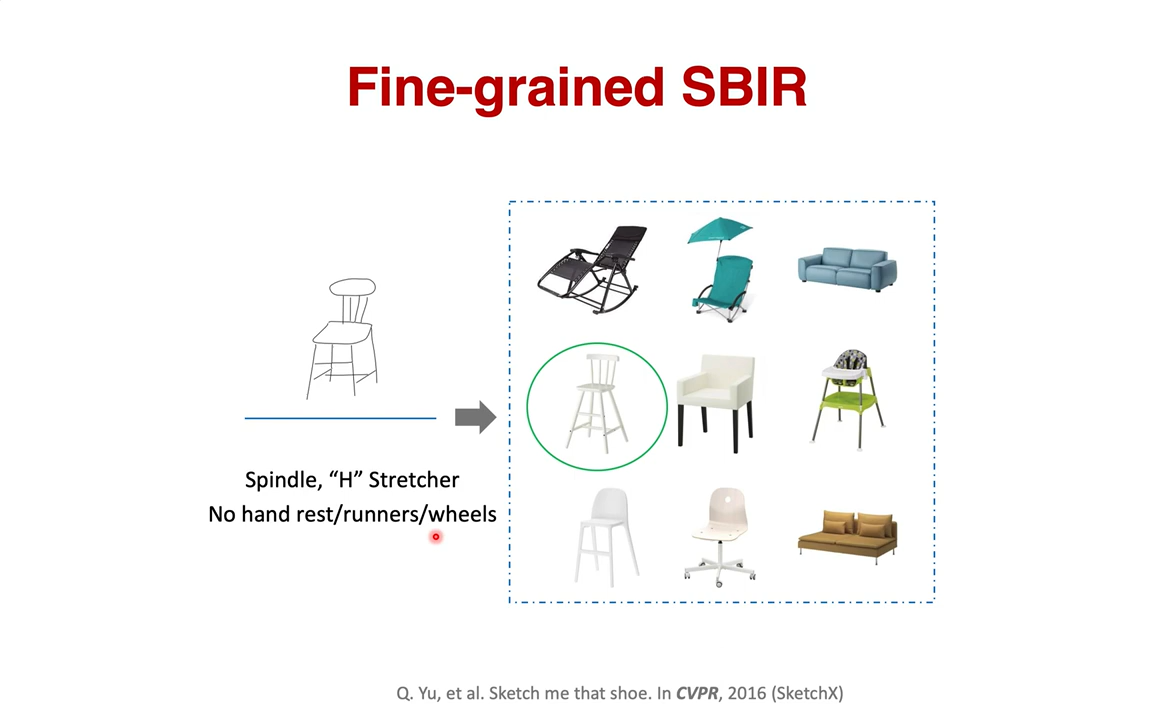 Fine-grained SBIR
Spindle, “H” Stretcher
No hand rest/runners/wheels
Q. Yu, et al. Sketch me that shoe. In CVPR, 2016 (SketchX)